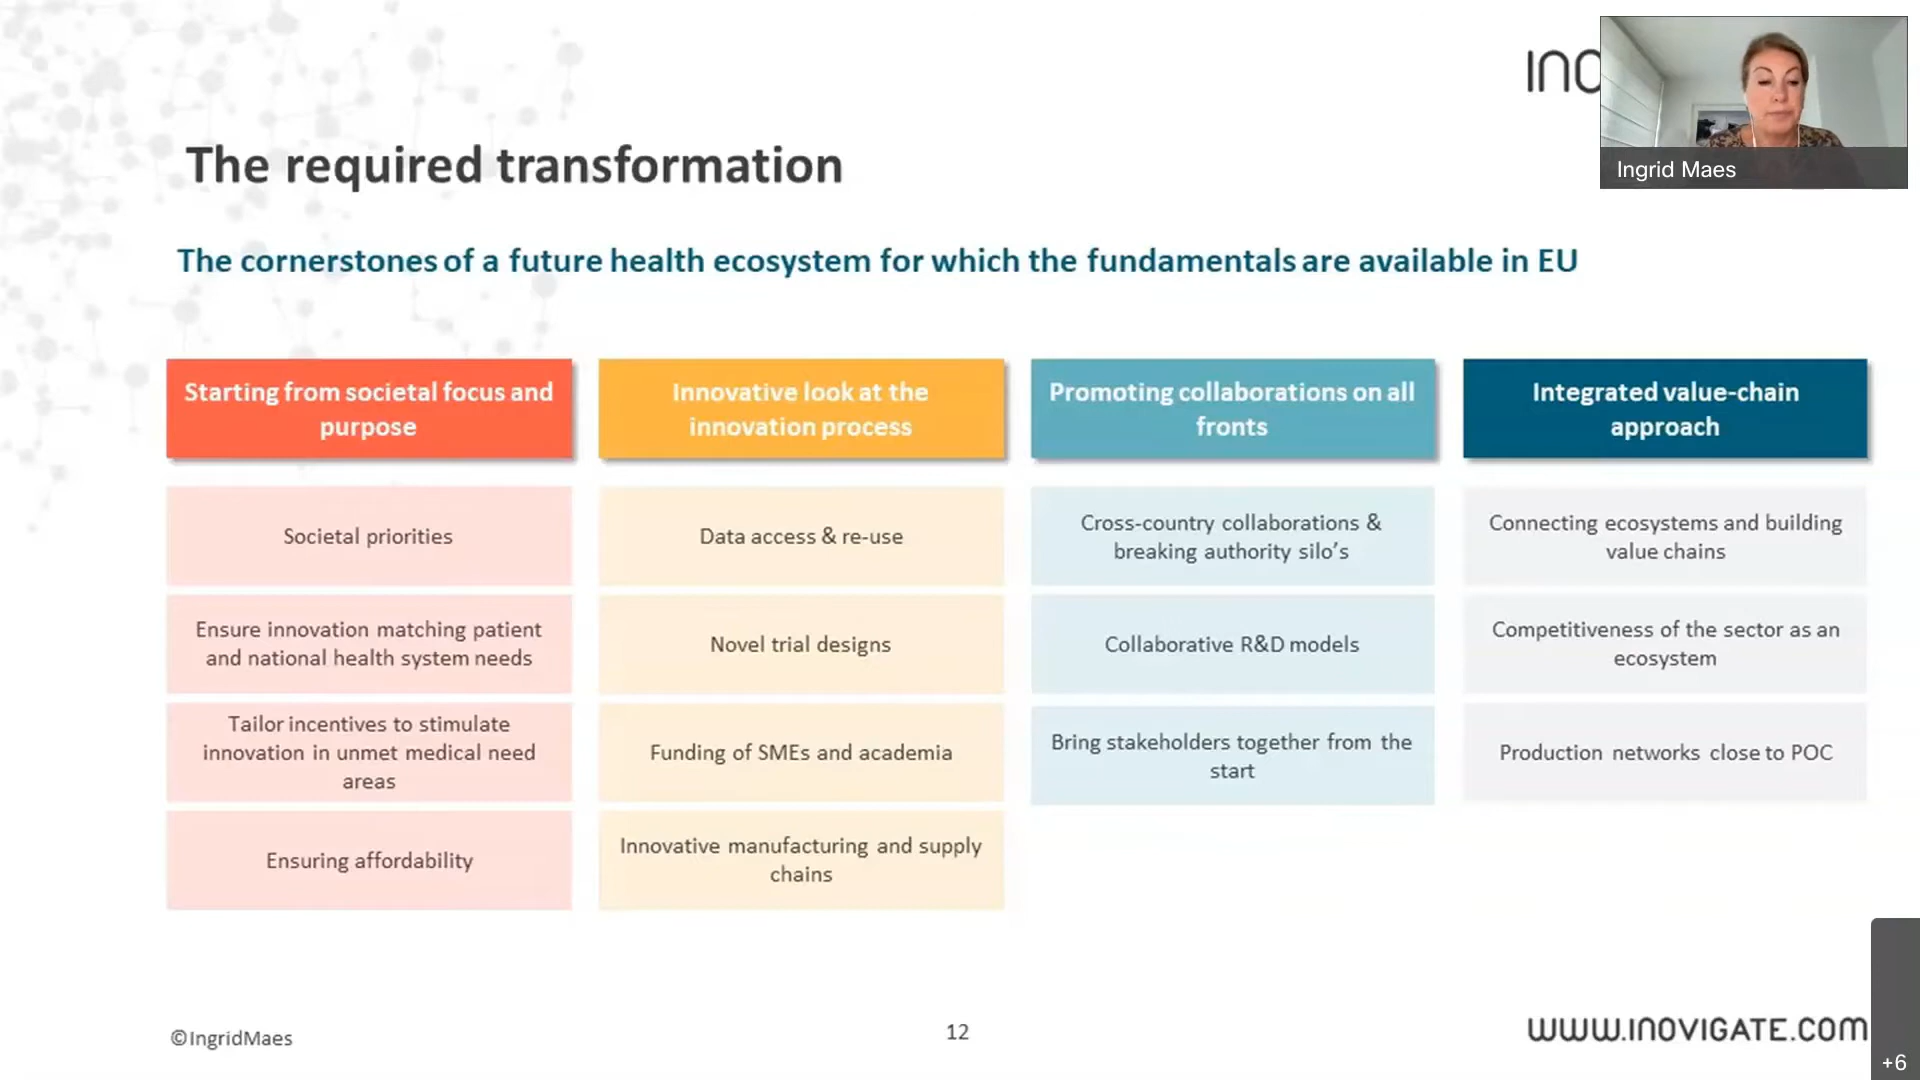 INO
Ingrid Maes
The required transformation
The cornerstones of a future health ecosystem for which the fundamentals are available in EU
Starting from societal focus and
purpose
Societal priorities
Ensure innovation matching patient
and national health system needs
Tailor incentives to stimulate
innovation in unmet medical need
areas
Ensuring affordability
Innovative look at the
innovation process
Data access & re-use
Novel trial designs
Funding of SMEs and academia
Innovative manufacturing and supply
chains
Promoting collaborations on all
fronts
Cross-country collaborations &
breaking authority silo's
Collaborative R&D models
Bring stakeholders together from the
start
Integrated value-chain
approach
Connecting ecosystems and building
value chains
Competitiveness of the sector as an
ecosystem
Production networks close to POC
©IngridMaes
12
WWW.INOVIGATE.COM
+6